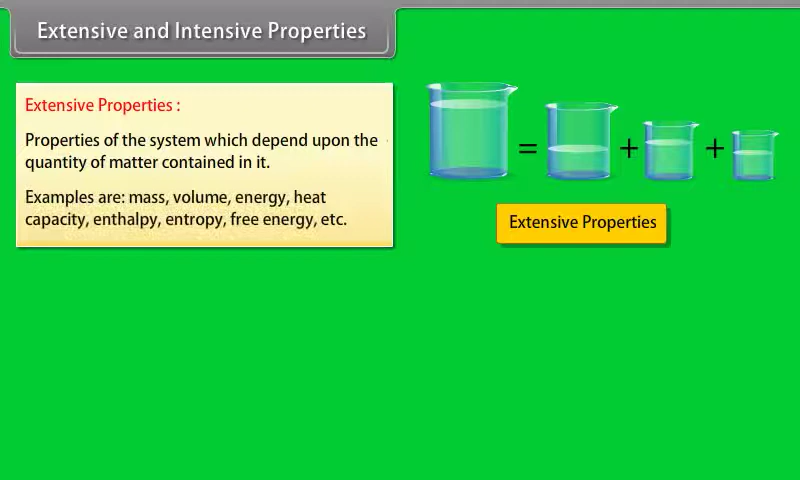 Extensive and Intensive Properties
Extensive Properties :
Properties of the system which depend upon the
quantity of matter contained in it.
Examples are: mass, volume, energy, heat
capacity, enthalpy, entropy, free energy, etc.
= + +
Extensive Properties